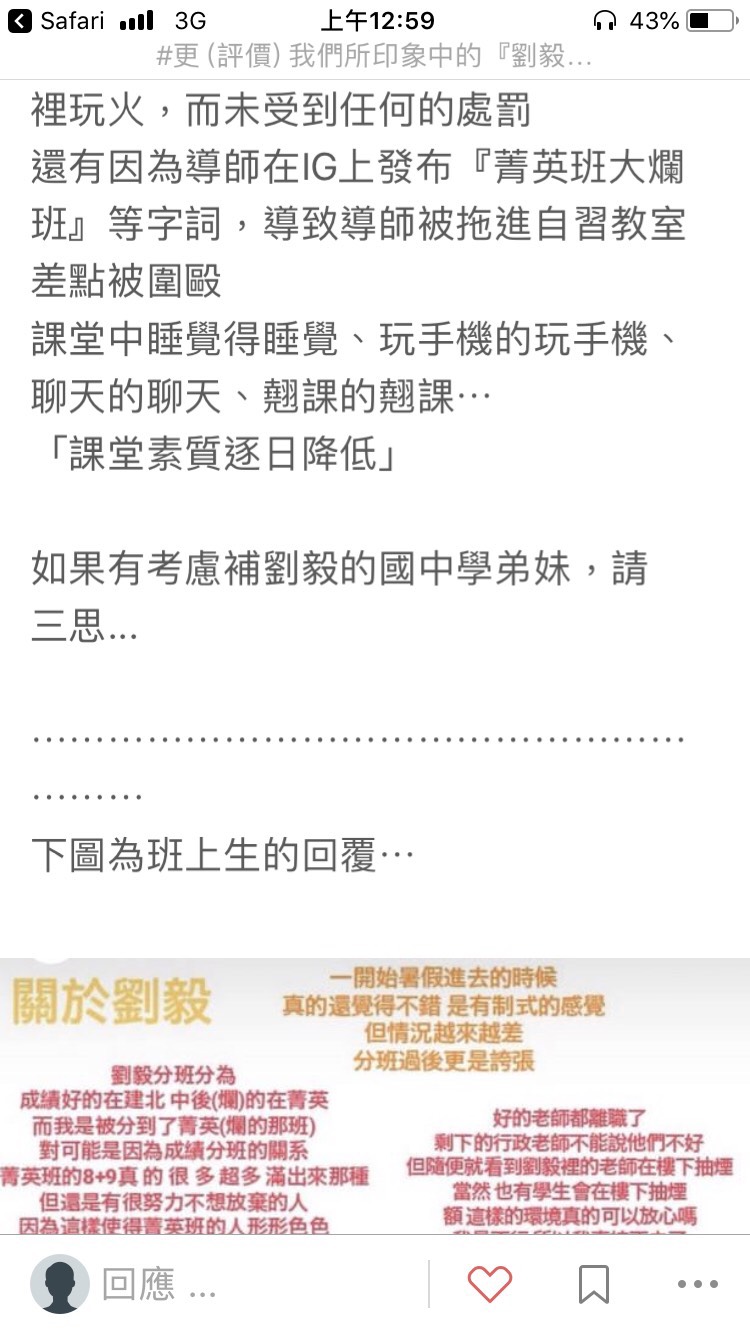 Safari 3G 上午12:59 43%
#更 (評價) 我們所印象中的『劉毅...
裡玩火，而未受到任何的處罰
還有因為導師在IG上發布『菁英班大爛
班』等字詞，導致導師被拖進自習教室
差點被圍毆
課堂中睡覺得睡覺、玩手機的玩手機、
聊天的聊天、翹課的翹課⋯
「課堂素質逐日降低」
如果有考慮補劉毅的國中學弟妹，請
三思...
⋯⋯⋯⋯⋯⋯⋯⋯⋯⋯⋯⋯⋯⋯⋯
⋯⋯⋯
下圖為班上生的回覆⋯
關於劉毅
一開始暑假進去的時候
真的還覺得不錯 是有制式的感覺
但情況越來越差
分班過後更是誇張
劉毅分班分為
成績好的在建北 中後(爛)的在菁英
而我是被分到了菁英(爛的那班)
對可能是因為成績分班的關系
菁英班的8+9真 的 很 多 超多 滿出來那種
但還是有很努力不想放棄的人
因為這樣使得菁英班的人形形色色
好的老師都離職了
剩下的行政老師不能說他們不好
但隨便就看到劉毅裡的老師在樓下抽煙
當然 也有學生會在樓下抽煙
額 這樣的環境真的可以放心嗎
回應 ...